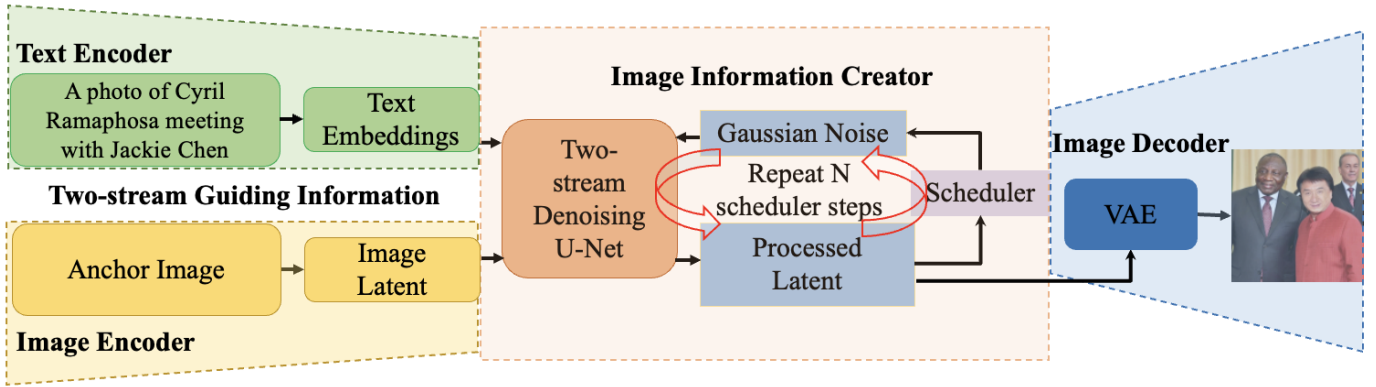 Text Encoder
A photo of Cyril
Ramaphosa meeting
with Jackie Chen
Text
Embeddings
Two-stream Guiding Information
Anchor Image
Image
Latent
Image Encoder
Image Information Creator
Two-
stream
Denoising
U-Net
Gaussian Noise
Repeat N
scheduler steps
Scheduler
Processed
Latent
Image Decoder
VAE